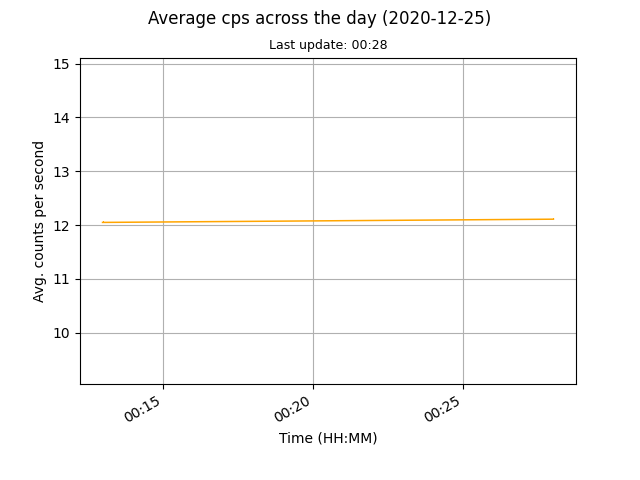 Average cps across the day (2020-12-25)
Last update: 00:28
15
14
13
12
11
10
Avg. counts per second
00:15
00:20
00:25
Time (HH:MM)